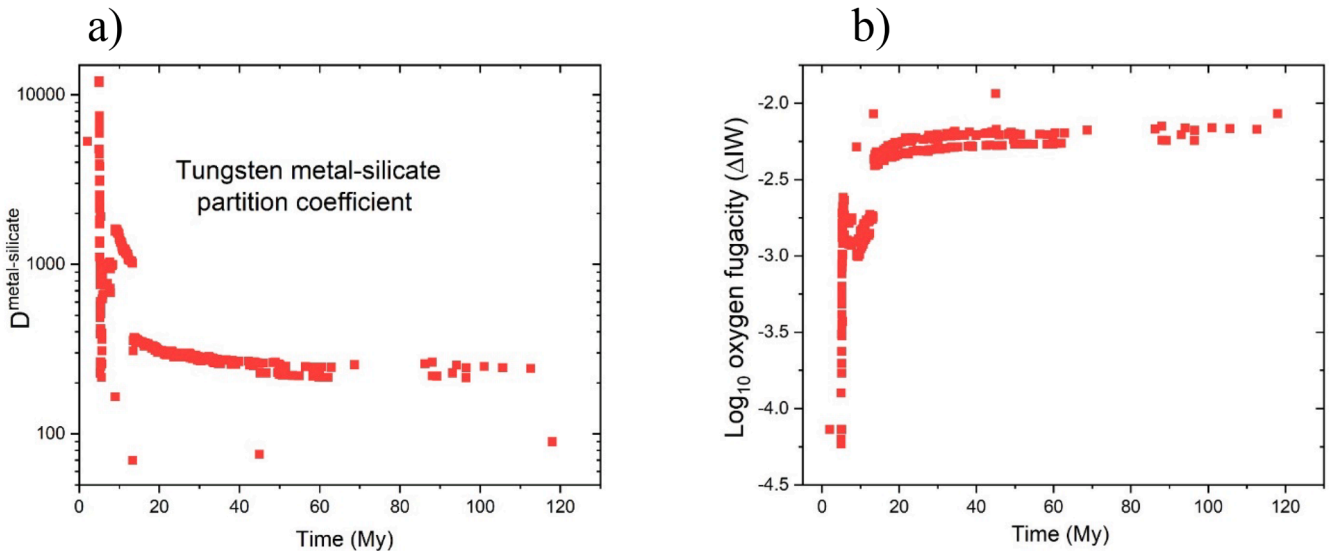 a)
10000
1000
100
D^metal-silicate
Tungsten metal-silicate
partition coefficient
0 20 40 60 80 100 120
Time (My)
b)
-2.0
-2.5
-3.0
-3.5
-4.0
-4.5
Log₁₀ oxygen fugacity (ΔIW)
0 20 40 60 80 100 120
Time (My)